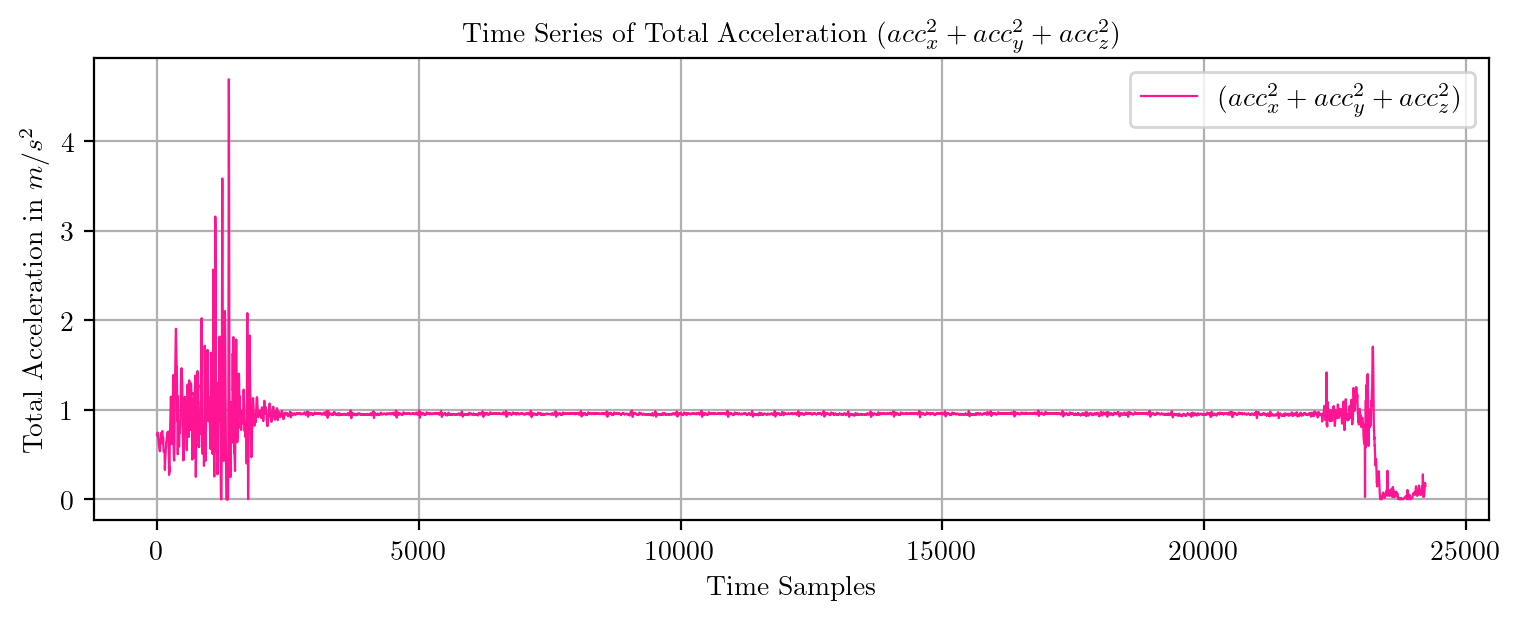 Time Series of Total Acceleration $(acc_x^2 + acc_y^2 + acc_z^2)$
$(acc_x^2 + acc_y^2 + acc_z^2)$
Total Acceleration in $m/s^2$
4
3
2
1
0
0 5000 10000 15000 20000 25000
Time Samples